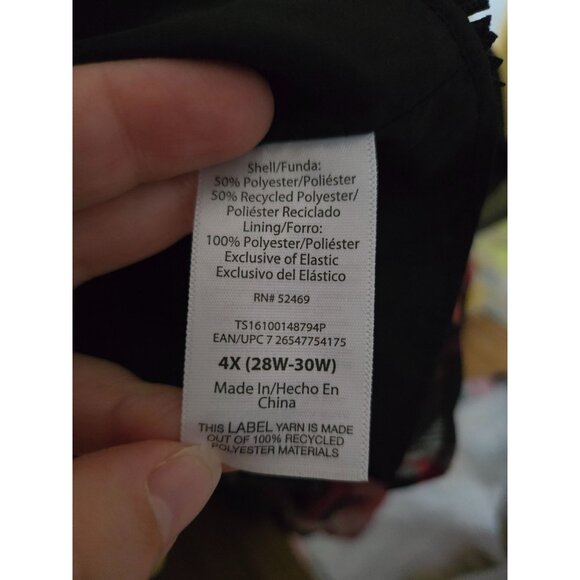 Shell/Funda:
50% Polyester/Poliéster
50% Recycled Polyester/
Poliéster Reciclado
Lining/Forro:
100% Polyester/Poliéster
Exclusive of Elastic
Exclusivo del Elástico
RN# 52469
TS16100148794P
EAN/UPC 7 26547754175
4X (28W-30W)
Made In/Hecho En
China
THIS LABEL YARN IS MADE
OUT OF 100% RECYCLED
POLYESTER MATERIALS